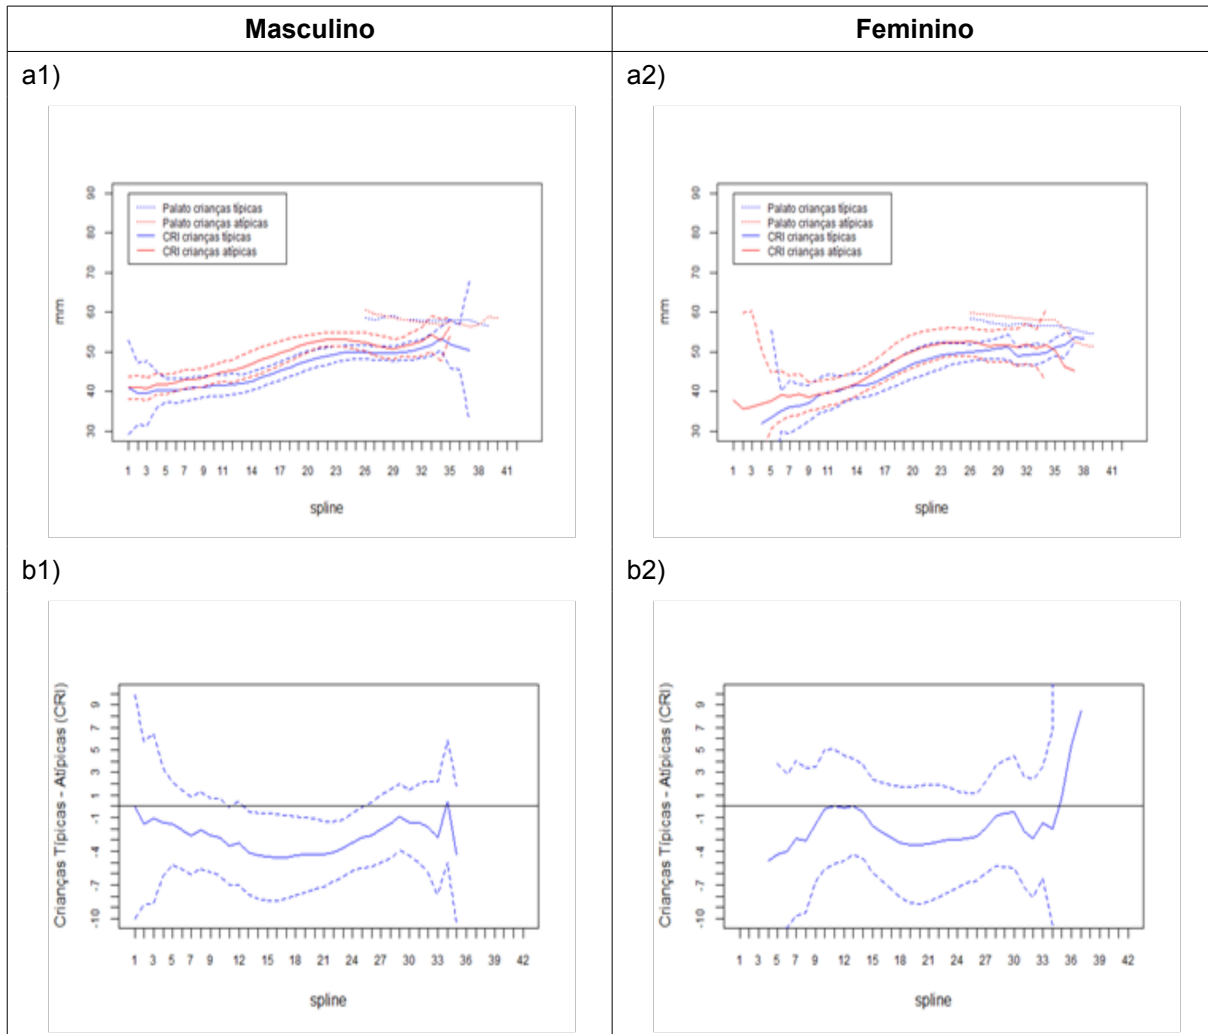 Masculino
Feminino
a1)
a2)
90
80
70
60
50
40
30
mm
Palato crianças típicas
Palato crianças atípicas
CRI crianças típicas
CRI crianças atípicas
1 3 5 7 9 11 14 17 20 23 26 29 32 35 38 41
spline
90
80
70
60
50
40
30
mm
Palato crianças típicas
Palato crianças atípicas
CRI crianças típicas
CRI crianças atípicas
1 3 5 7 9 11 14 17 20 23 26 29 32 35 38 41
spline
b1)
b2)
Crianças Típicas - Atípicas (CRI)
9
7
5
3
1
-1
-4
-7
-10
1 3 5 7 9 12 15 18 21 24 27 30 33 36 39 42
spline
Crianças Típicas - Atípicas (CRI)
9
7
5
3
1
-1
-4
-7
-10
1 3 5 7 9 12 15 18 21 24 27 30 33 36 39 42
spline